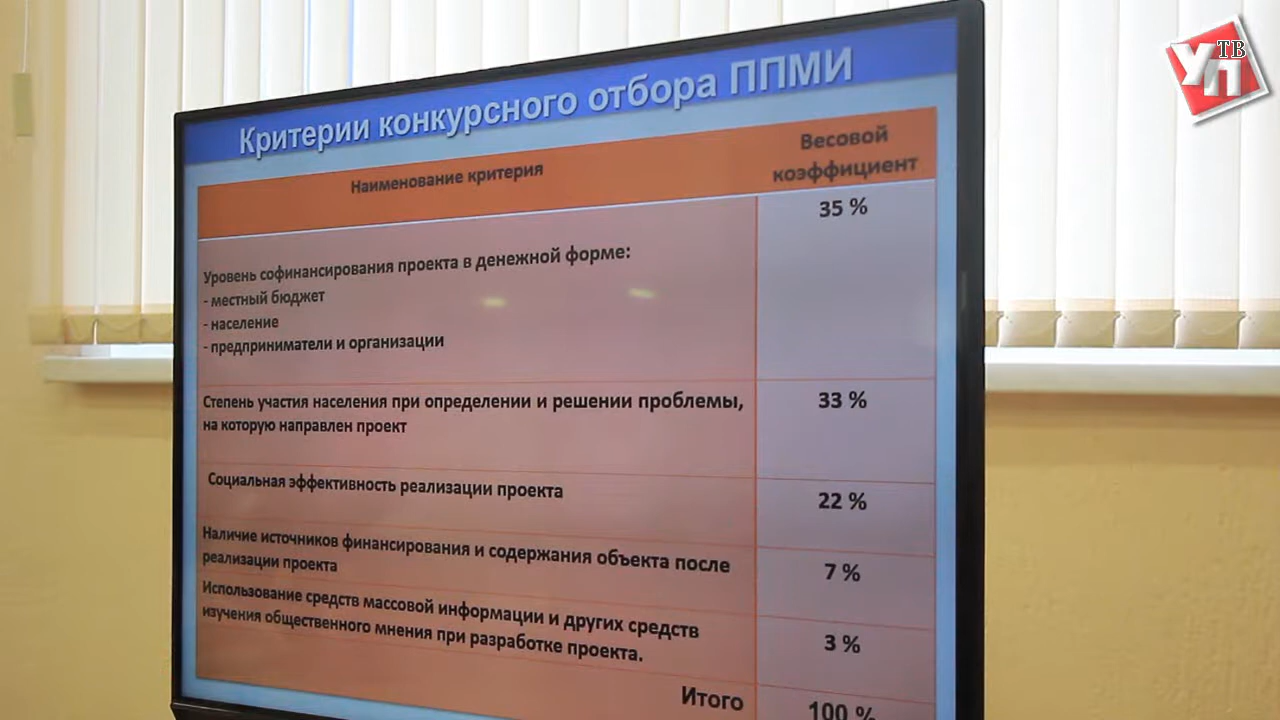 УП ТВ
Критерии конкурсного отбора ППМИ
Наименование критерия
Весовой
коэффициент
Уровень софинансирования проекта в денежной форме:
- местный бюджет
- население
- предприниматели и организации
35 %
Степень участия населения при определении и решении проблемы,
на которую направлен проект
33 %
Социальная эффективность реализации проекта
22 %
Наличие источников финансирования и содержания объекта после
реализации проекта
7 %
Использование средств массовой информации и других средств
изучения общественного мнения при разработке проекта.
3 %
Итого
100 %